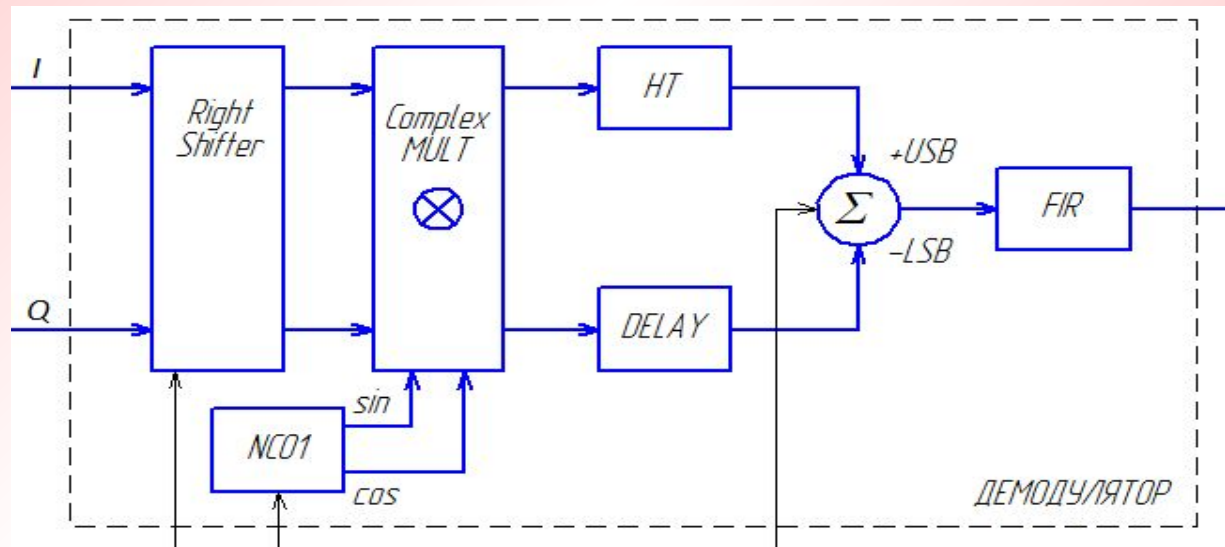 I
Right
Shifter
Complex
MULT
HT
+USB
Σ
FIR
-LSB
Q
DELAY
sin
NCO1
cos
ДЕМОДУЛЯТОР